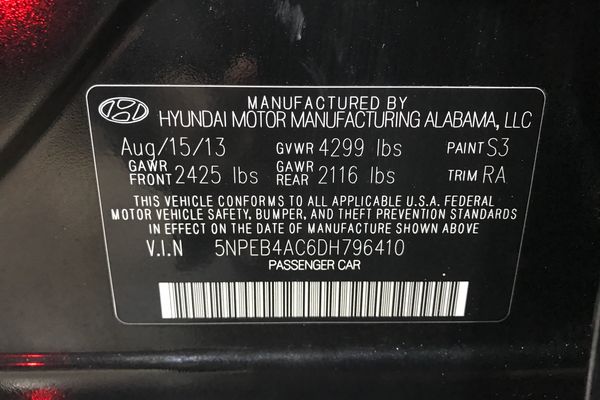 MANUFACTURED BY
HYUNDAI MOTOR MANUFACTURING ALABAMA, LLC
Aug/15/13 GVWR 4299 lbs PAINT S3
GAWR FRONT 2425 lbs GAWR REAR 2116 lbs TRIM RA
THIS VEHICLE CONFORMS TO ALL APPLICABLE U.S.A. FEDERAL
MOTOR VEHICLE SAFETY, BUMPER, AND THEFT PREVENTION STANDARDS
IN EFFECT ON THE DATE OF MANUFACTURE SHOWN ABOVE
V.I.N 5NPEB4AC6DH796410
PASSENGER CAR